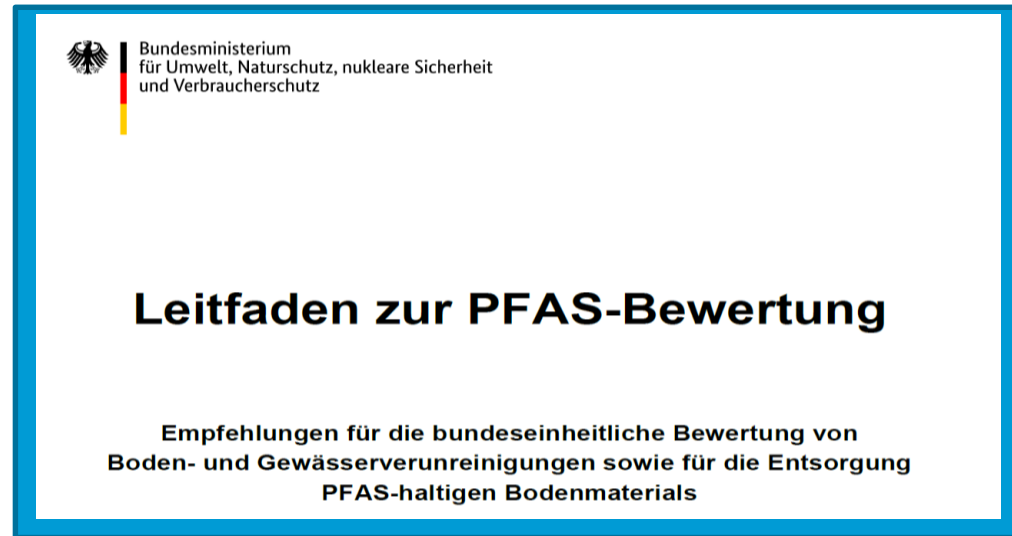 Bundesministerium
für Umwelt, Naturschutz, nukleare Sicherheit
und Verbraucherschutz
Leitfaden zur PFAS-Bewertung
Empfehlungen für die bundeseinheitliche Bewertung von
Boden- und Gewässerverunreinigungen sowie für die Entsorgung
PFAS-haltigen Bodenmaterials